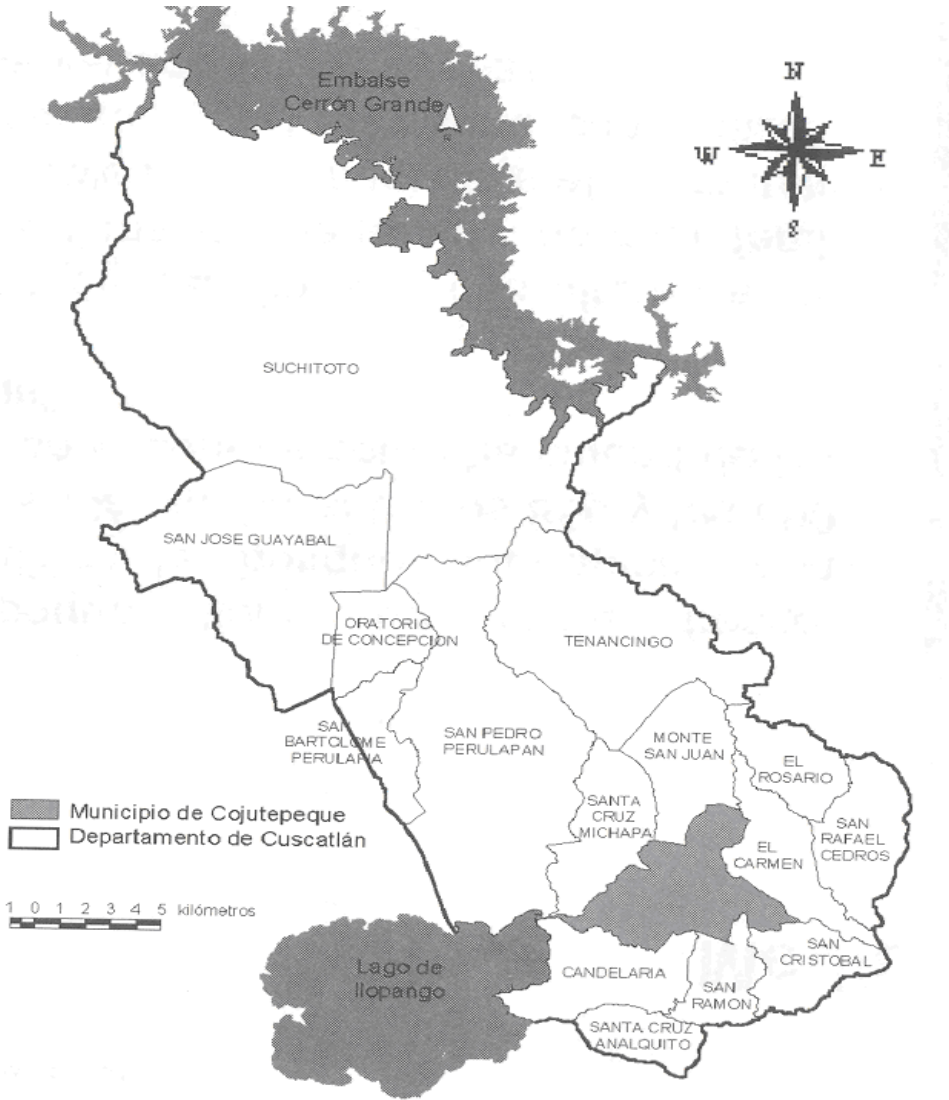 Embalse
Cerrón Grande
N
W
E
S
SUCHITOTO
SAN JOSE GUAYABAL
ORATORIO
DE CONCEPCION
TENANCINGO
SAN
BARTOLOME
PERULARIA
SAN PEDRO
PERULAPAN
MONTE
SAN JUAN
EL
ROSARIO
SANTA
CRUZ
MICHAPA
SAN
RAFAEL
CEDROS
EL
CARMEN
Municipio de Cojutepeque
Departamento de Cuscatlán
1 0 1 2 3 4 5 kilómetros
Lago de
Ilopango
CANDELARIA
SAN
CRISTOBAL
SAN
RAMON
SANTA CRUZ
ANALQUITO